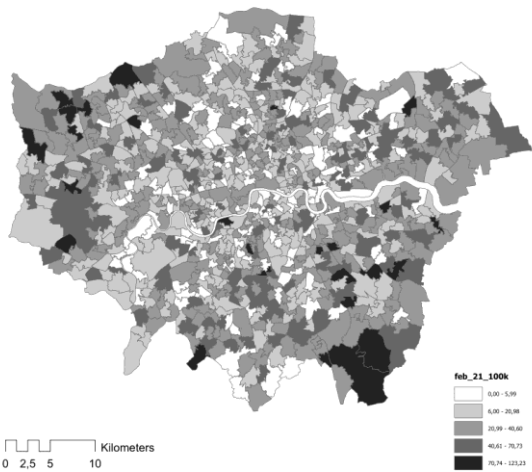 feb_21_100k
0,00 - 5,99
6,00 - 20,98
20,99 - 40,60
40,61 - 70,73
70,74 - 123,23
Kilometers
0 2,5 5 10